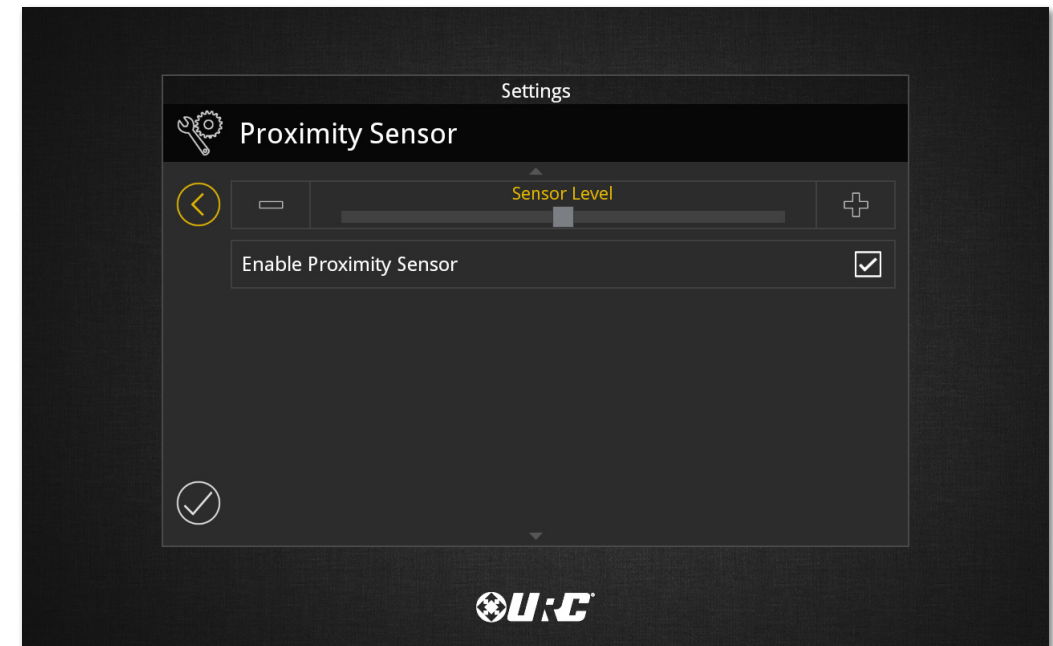 Settings
Proximity Sensor
Sensor Level
Enable Proximity Sensor
URC